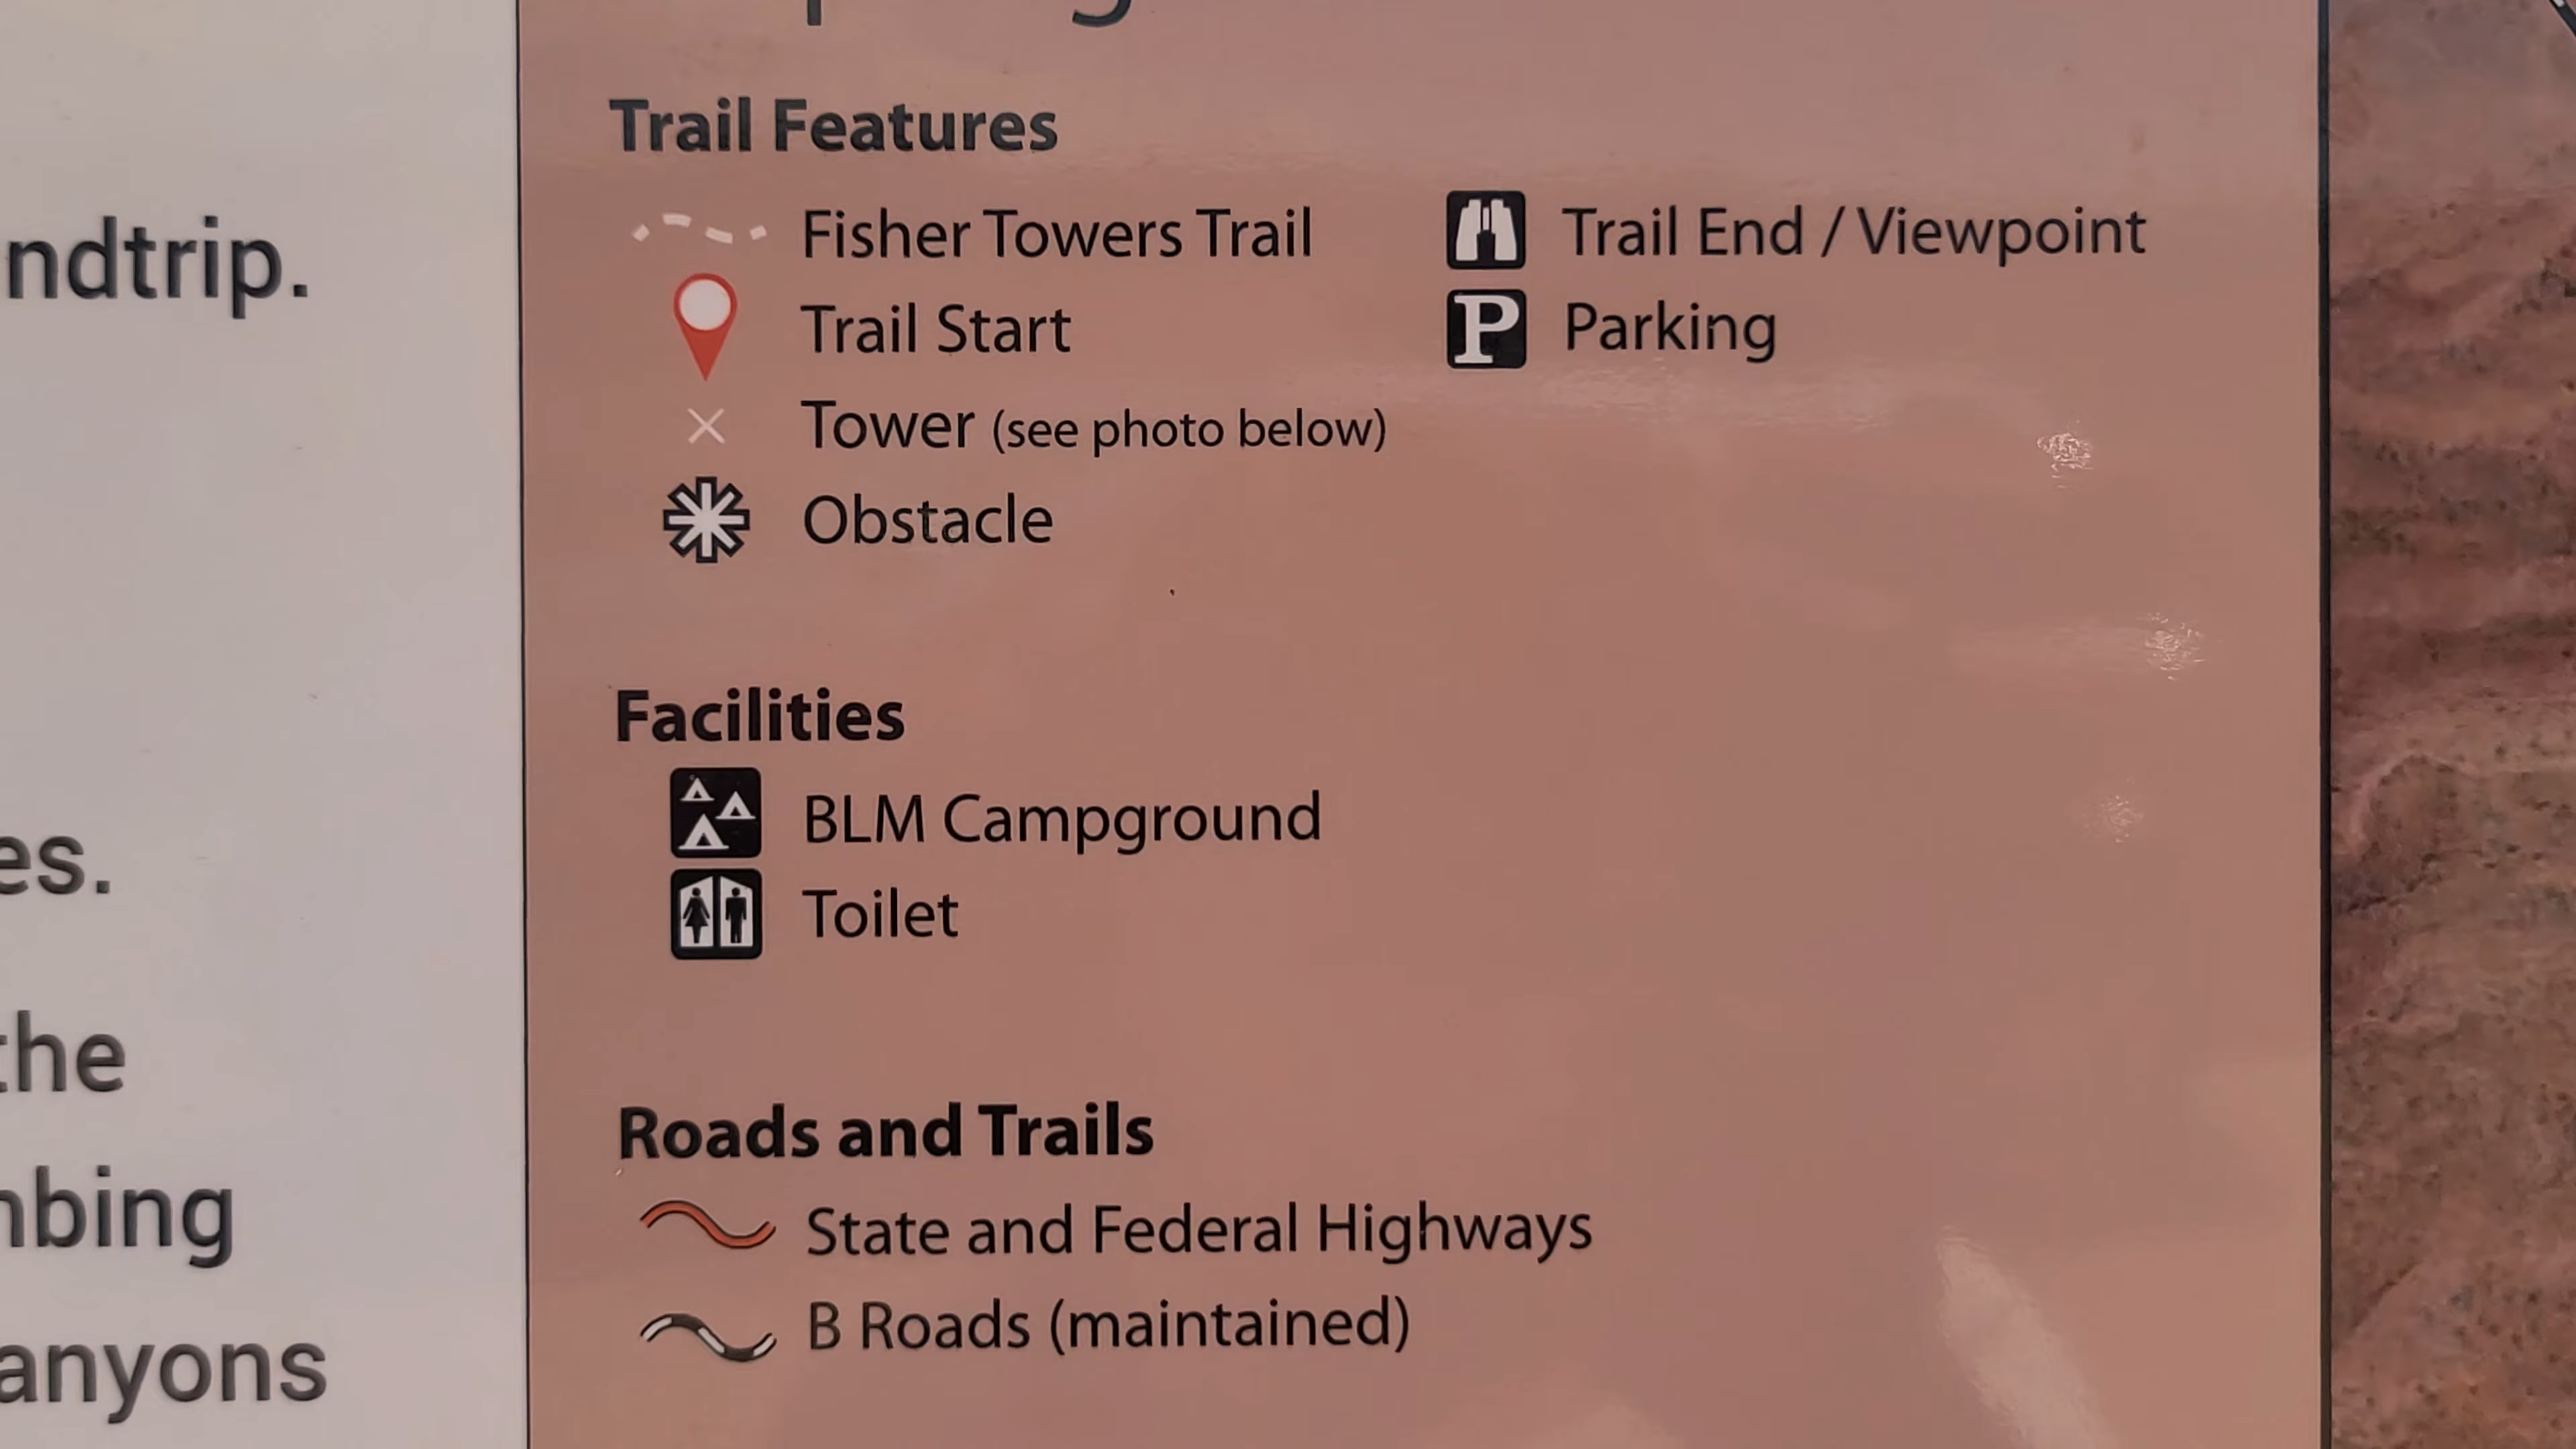 ndtrip.
es.
the
nbing
anyons
Trail Features
Fisher Towers Trail
Trail Start
Tower (see photo below)
Obstacle
Trail End / Viewpoint
P Parking
Facilities
BLM Campground
Toilet
Roads and Trails
State and Federal Highways
B Roads (maintained)